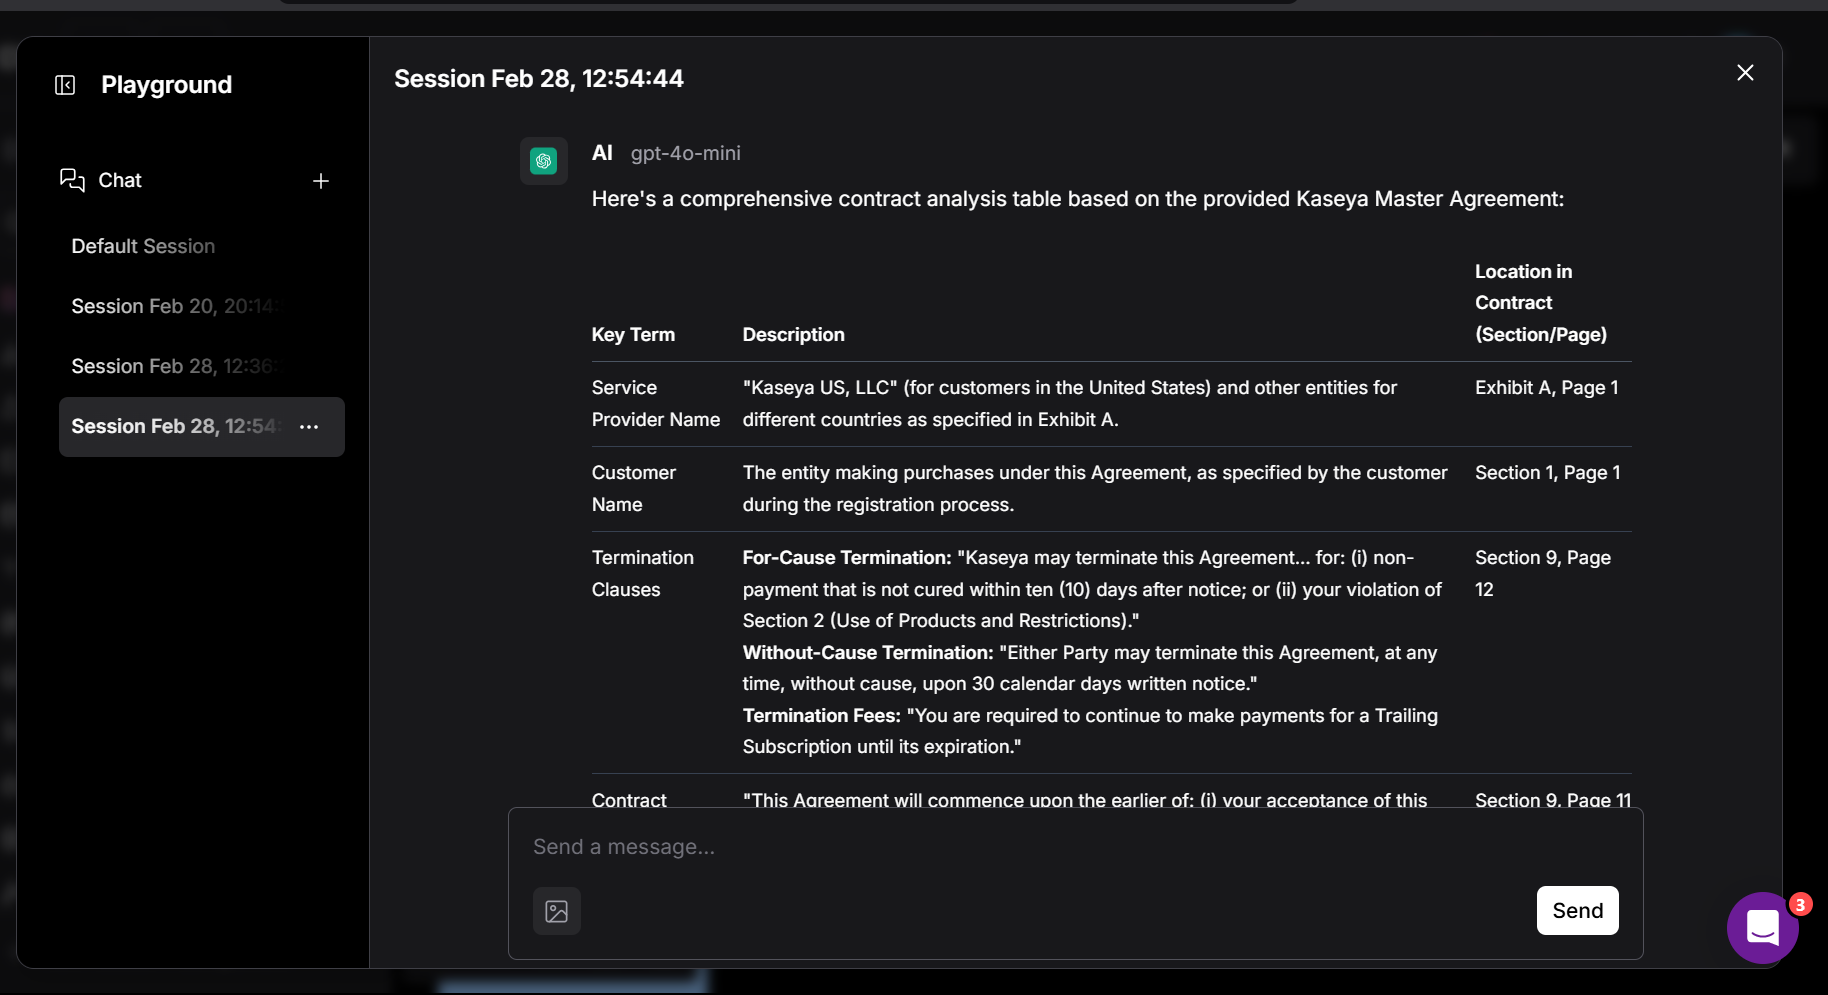 Playground
Chat
Default Session
Session Feb 20, 20:14:
Session Feb 28, 12:36:
Session Feb 28, 12:54:
Session Feb 28, 12:54:44
AI gpt-4o-mini
Here's a comprehensive contract analysis table based on the provided Kaseya Master Agreement:
Key Term
Description
Location in
Contract
(Section/Page)
Service
Provider Name
"Kaseya US, LLC" (for customers in the United States) and other entities for
different countries as specified in Exhibit A.
Exhibit A, Page 1
Customer
Name
The entity making purchases under this Agreement, as specified by the customer
during the registration process.
Section 1, Page 1
Termination
Clauses
For-Cause Termination: "Kaseya may terminate this Agreement... for: (i) non-
payment that is not cured within ten (10) days after notice; or (ii) your violation of
Section 2 (Use of Products and Restrictions)."
Without-Cause Termination: "Either Party may terminate this Agreement, at any
time, without cause, upon 30 calendar days written notice."
Termination Fees: "You are required to continue to make payments for a Trailing
Subscription until its expiration."
Section 9, Page
12
Contract
"This Agreement will commence upon the earlier of: (i) your acceptance of this
Section 9, Page 11
Send a message...
Send
3